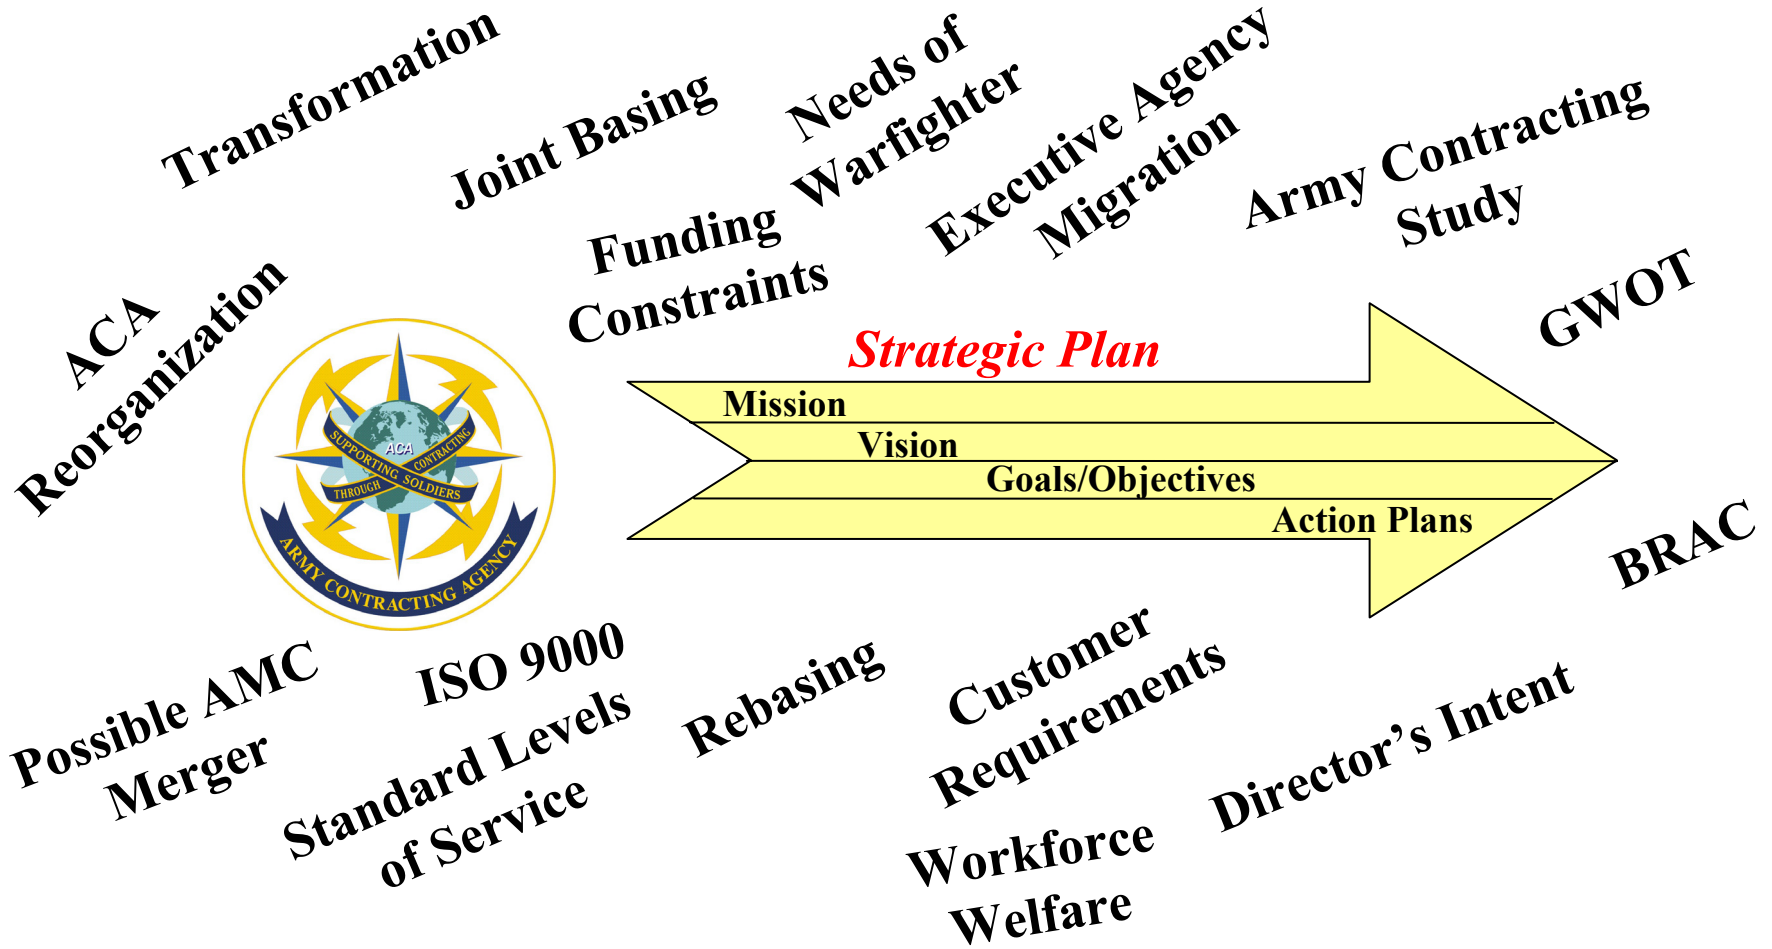 Transformation
Joint Basing
Needs of
Warfighter
Executive Agency
Migration
Army Contracting
Study
Funding
Constraints
GWOT
ACA
Reorganization
Strategic Plan
Mission
Vision
Goals/Objectives
Action Plans
ACA
SUPPORTING CONTRACTING
THROUGH SOLDIERS
ARMY CONTRACTING AGENCY
BRAC
Possible AMC
Merger
ISO 9000
Standard Levels
of Service
Rebasing
Customer
Requirements
Director’s Intent
Workforce
Welfare